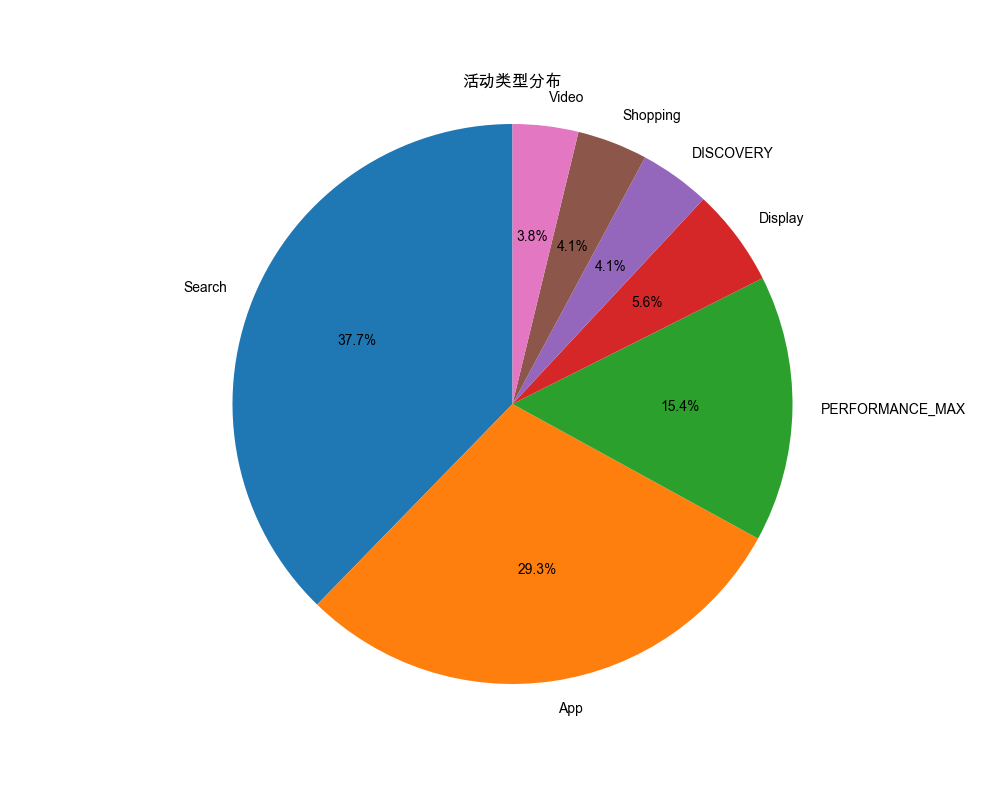 活动类型分布
Video
Shopping
DISCOVERY
Display
Search
PERFORMANCE_MAX
App
3.8%
4.1%
4.1%
5.6%
37.7%
15.4%
29.3%